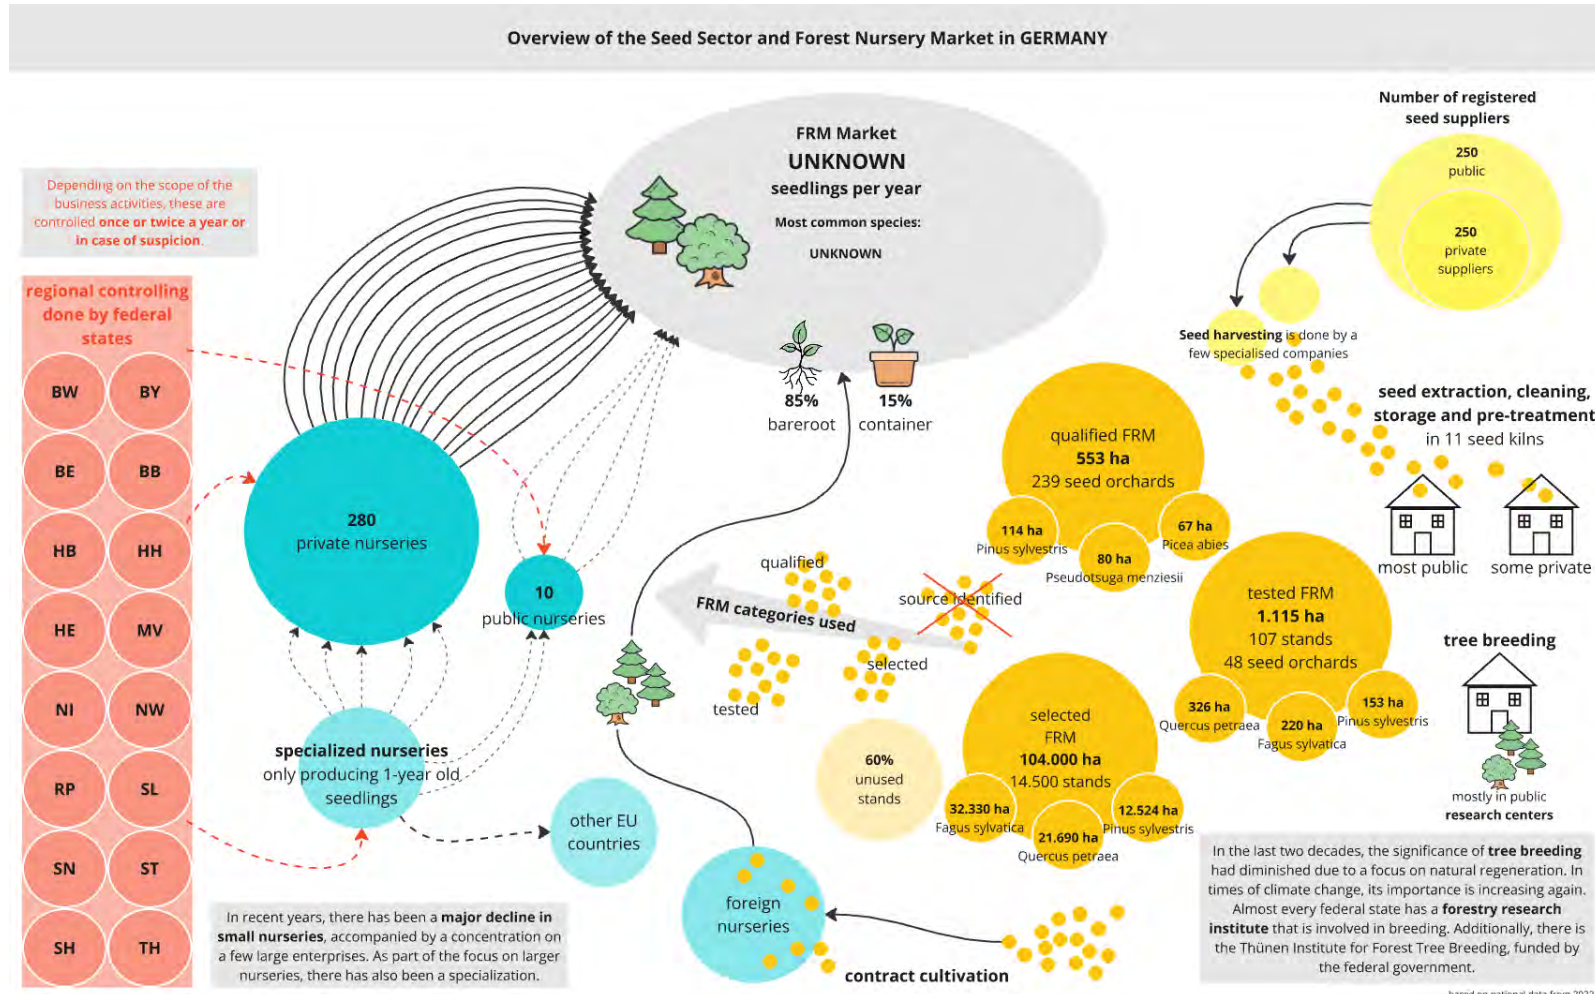 Overview of the Seed Sector and Forest Nursery Market in GERMANY
Depending on the scope of the
business activities, these are
controlled once or twice a year or
in case of suspicion.
regional controlling
done by federal
states
BW
BY
BE
BB
HB
HH
HE
MV
NI
NW
RP
SL
SN
ST
SH
TH
280
private nurseries
10
public nurseries
specialized nurseries
only producing 1-year old
seedlings
other EU
countries
In recent years, there has been a major decline in
small nurseries, accompanied by a concentration on
a few large enterprises. As part of the focus on larger
nurseries, there has also been a specialization.
FRM Market
UNKNOWN
seedlings per year
Most common species:
UNKNOWN
85%
bareroot
15%
container
FRM categories used
qualified
source identified
selected
tested
60%
unused
stands
foreign
nurseries
contract cultivation
qualified FRM
553 ha
239 seed orchards
114 ha
Pinus sylvestris
80 ha
Pseudotsuga menziesii
67 ha
Picea abies
tested FRM
1.115 ha
107 stands
48 seed orchards
326 ha
Quercus petraea
220 ha
Fagus sylvatica
153 ha
Pinus sylvestris
selected
FRM
104.000 ha
14.500 stands
32.330 ha
Fagus sylvatica
21.690 ha
Quercus petraea
12.524 ha
Pinus sylvestris
Number of registered
seed suppliers
250
public
250
private
suppliers
Seed harvesting is done by a
few specialised companies
seed extraction, cleaning,
storage and pre-treatment
in 11 seed kilns
most public
some private
tree breeding
mostly in public
research centers
In the last two decades, the significance of tree breeding
had diminished due to a focus on natural regeneration. In
times of climate change, its importance is increasing again.
Almost every federal state has a forestry research
institute that is involved in breeding. Additionally, there is
the Thünen Institute for Forest Tree Breeding, funded by
the federal government.